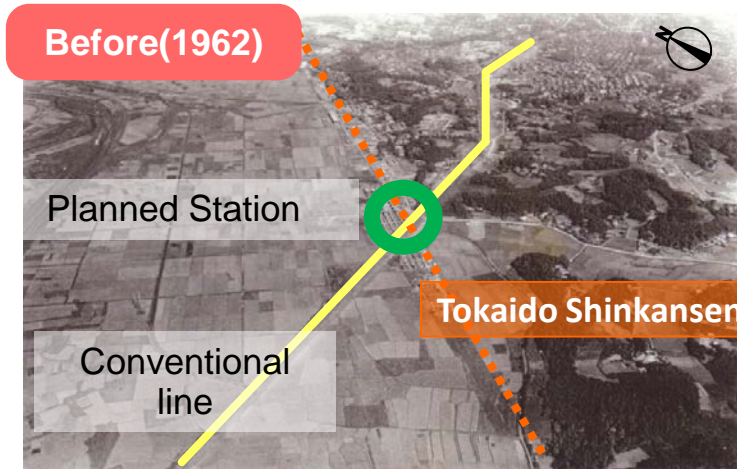 Before(1962)
N
Planned Station
Tokaido Shinkansen
Conventional
line